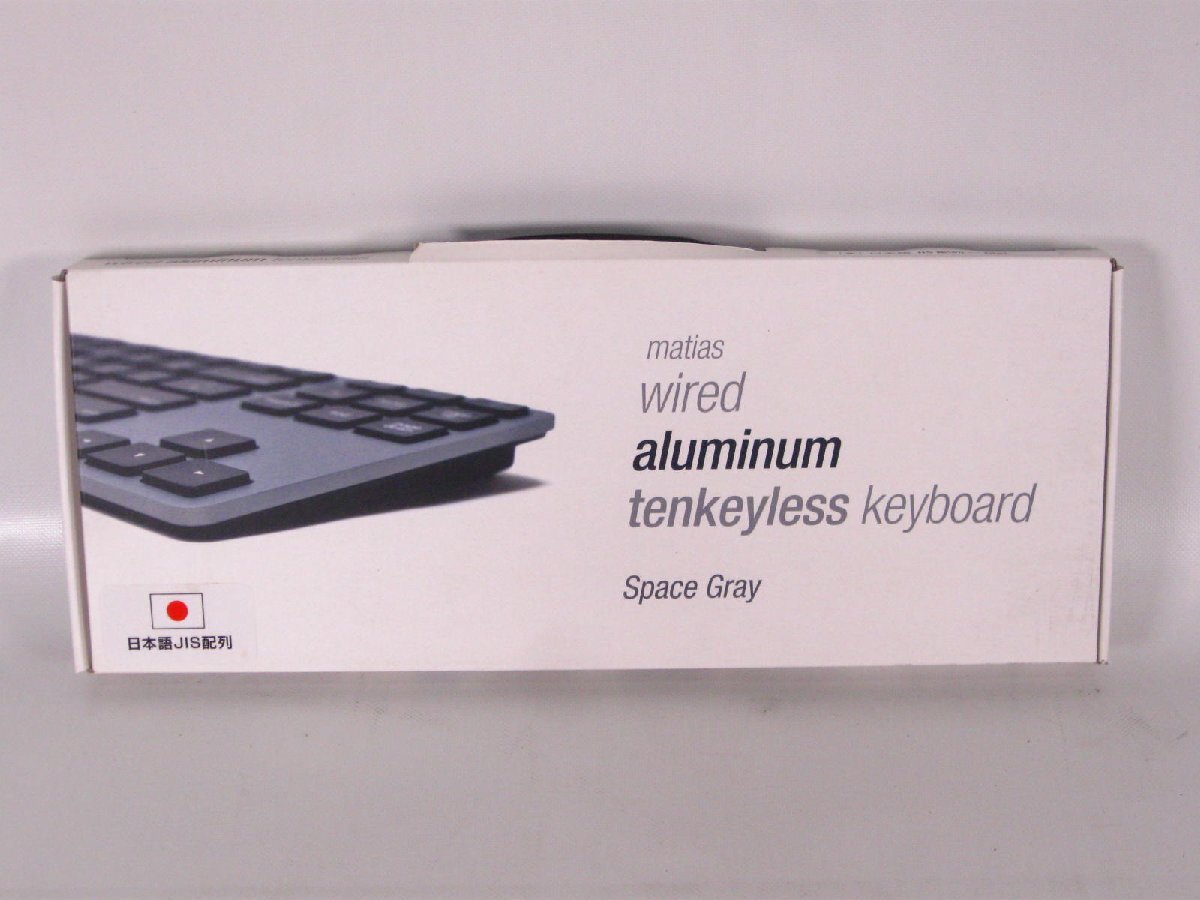 matias
wired
aluminum
tenkeyless keyboard
Space Gray
日本語JIS配列